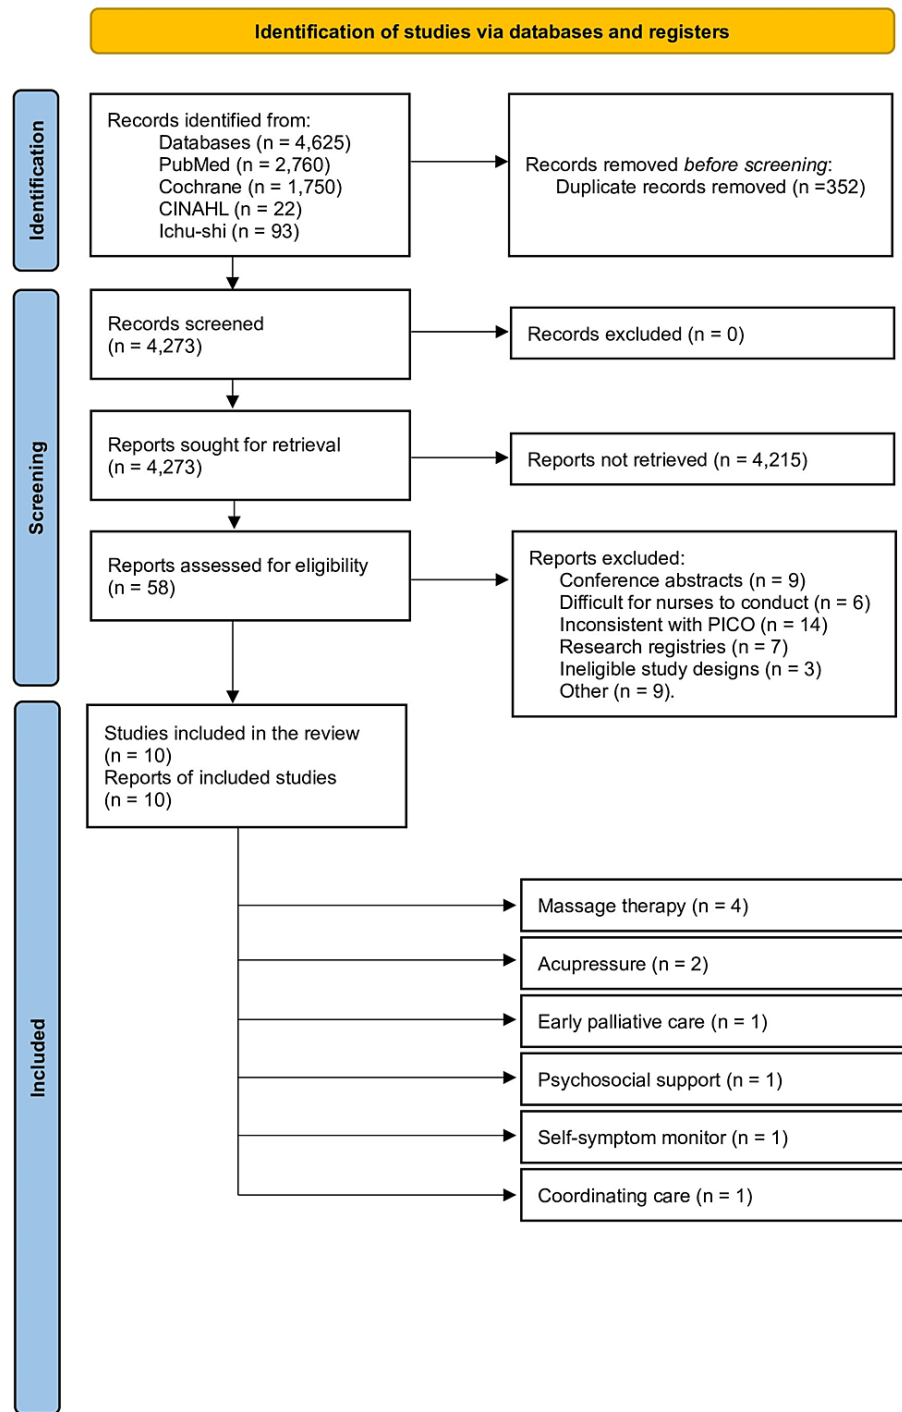 Identification of studies via databases and registers
Identification
Records identified from:
Databases (n = 4,625)
PubMed (n = 2,760)
Cochrane (n = 1,750)
CINAHL (n = 22)
Ichu-shi (n = 93)
Records removed before screening:
Duplicate records removed (n =352)
Screening
Records screened
(n = 4,273)
Records excluded (n = 0)
Reports sought for retrieval
(n = 4,273)
Reports not retrieved (n = 4,215)
Reports assessed for eligibility
(n = 58)
Reports excluded:
Conference abstracts (n = 9)
Difficult for nurses to conduct (n = 6)
Inconsistent with PICO (n = 14)
Research registries (n = 7)
Ineligible study designs (n = 3)
Other (n = 9).
Included
Studies included in the review
(n = 10)
Reports of included studies
(n = 10)
Massage therapy (n = 4)
Acupressure (n = 2)
Early palliative care (n = 1)
Psychosocial support (n = 1)
Self-symptom monitor (n = 1)
Coordinating care (n = 1)